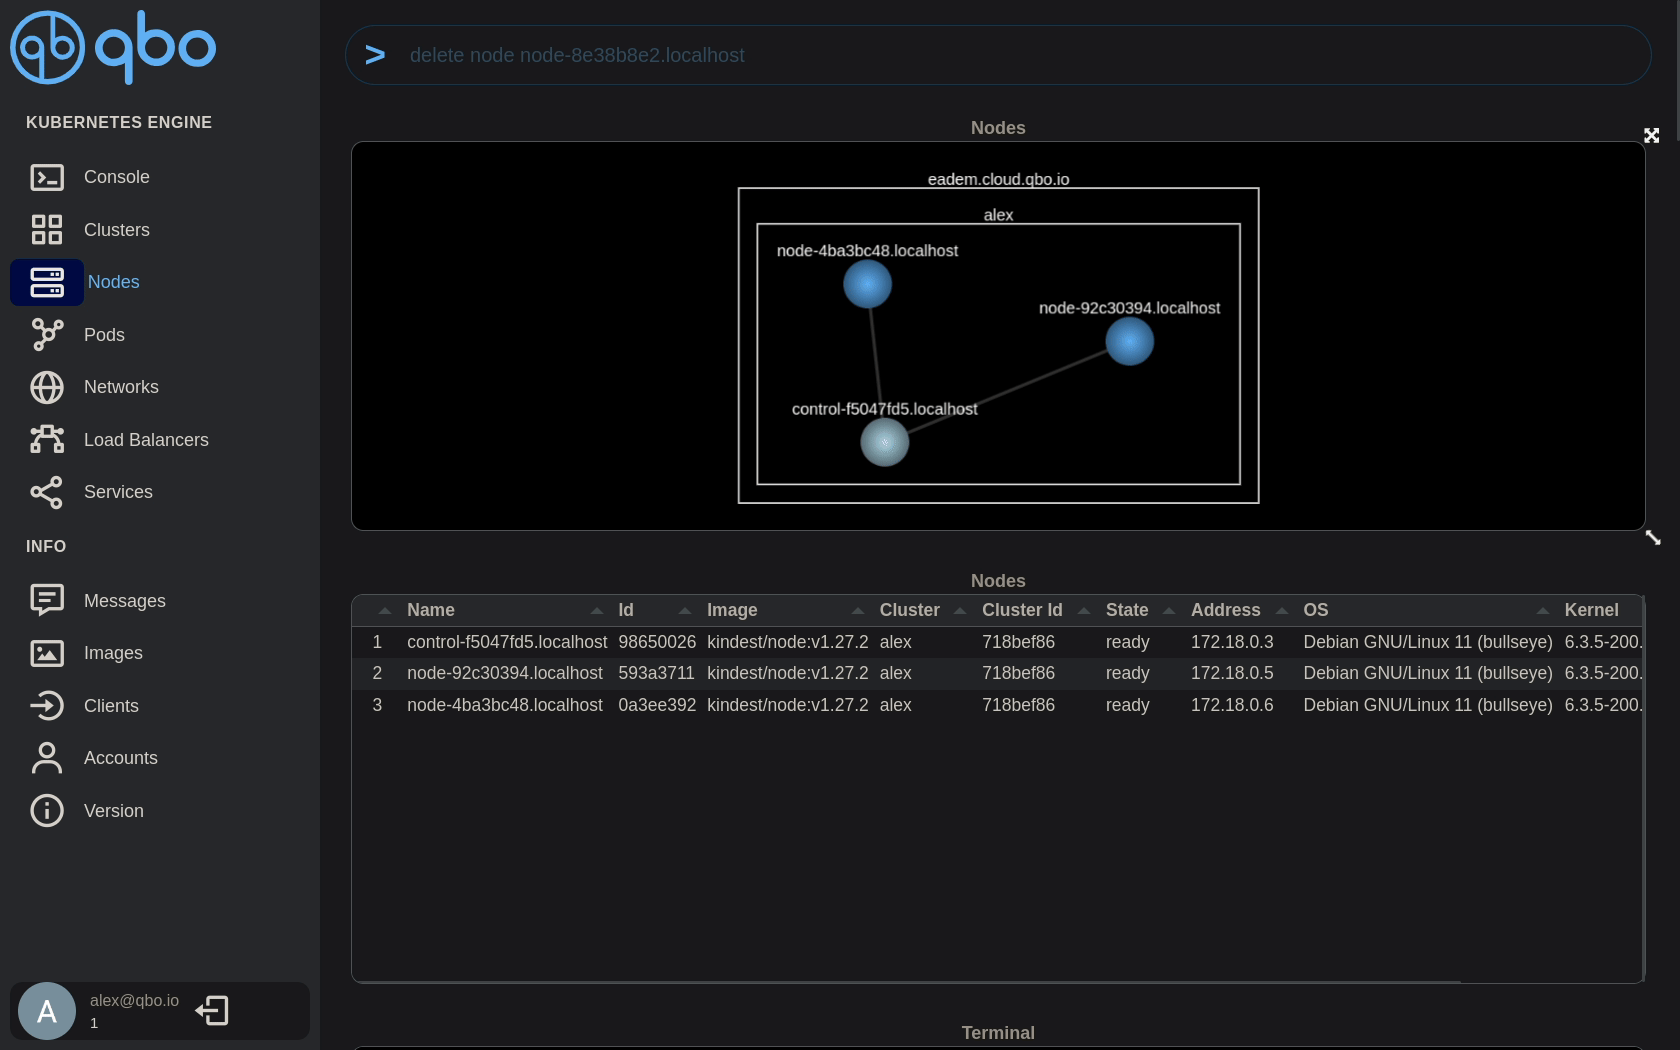 qbo
> delete node node-8e38b8e2.localhost
KUBERNETES ENGINE
Console
Clusters
Nodes
Pods
Networks
Load Balancers
Services
INFO
Messages
Images
Clients
Accounts
Version
A
alex@qbo.io
1
Nodes
eadem.cloud.qbo.io
alex
node-4ba3bc48.localhost
node-92c30394.localhost
control-f5047fd5.localhost
Nodes
Name Id Image Cluster Cluster Id State Address OS Kernel
1 control-f5047fd5.localhost 98650026 kindest/node:v1.27.2 alex 718bef86 ready 172.18.0.3 Debian GNU/Linux 11 (bullseye) 6.3.5-200.
2 node-92c30394.localhost 593a3711 kindest/node:v1.27.2 alex 718bef86 ready 172.18.0.5 Debian GNU/Linux 11 (bullseye) 6.3.5-200.
3 node-4ba3bc48.localhost 0a3ee392 kindest/node:v1.27.2 alex 718bef86 ready 172.18.0.6 Debian GNU/Linux 11 (bullseye) 6.3.5-200.
Terminal